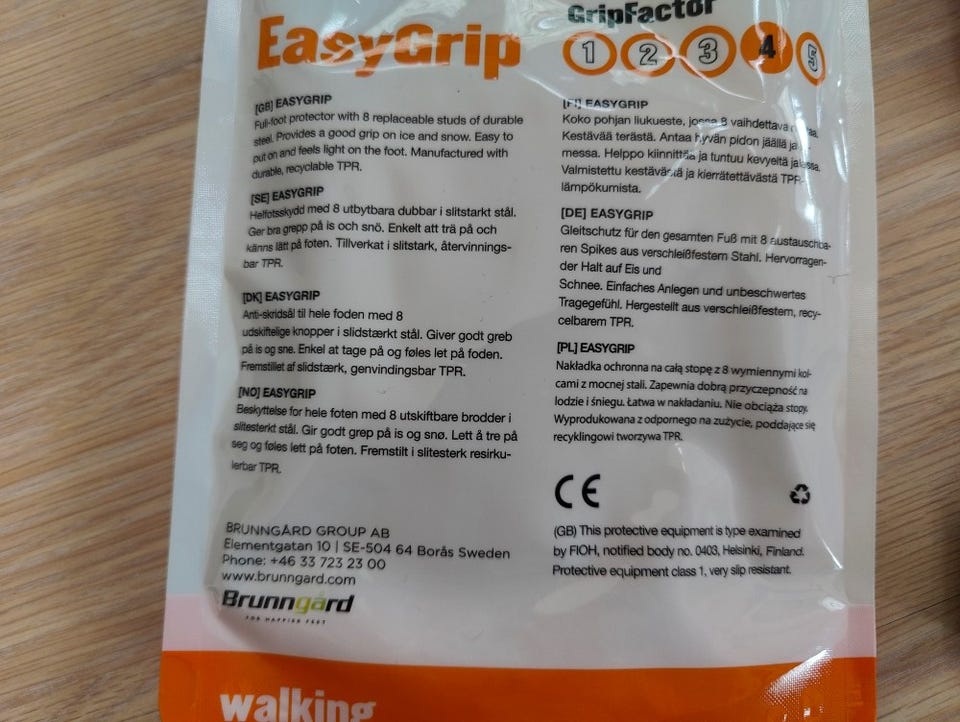 EasyGrip
GripFactor
1 2 3 4 5
[GB] EASYGRIP
Full-foot protector with 8 replaceable studs of durable
steel. Provides a good grip on ice and snow. Easy to
put on and feels light on the foot. Manufactured with
durable, recyclable TPR.
[SE] EASYGRIP
Helfotsskydd med 8 utbytbara dubbar i slitstarkt stål.
Ger bra grepp på is och snö. Enkelt att trä på och
känns lätt på foten. Tillverkat i slitstark, återvinnings-
bar TPR.
[DK] EASYGRIP
Anti-skridsål til hele foden med 8
udskiftelige knopper i slidstærkt stål. Giver godt greb
på is og sne. Enkel at tage på og føles let på foden.
Fremstillet af slidstærk, genvindingsbar TPR.
[NO] EASYGRIP
Beskyttelse for hele foten med 8 utskiftbare brodder i
slitesterkt stål. Gir godt grep på is og snø. Lett å tre på
seg og føles lett på foten. Fremstilt i slitesterk resirku-
lerbar TPR.
BRUNNGÅRD GROUP AB
Elementgatan 10 | SE-504 64 Borås Sweden
Phone: +46 33 723 23 00
www.brunngard.com
Brunngård
FOR HAPPIER FEET
[FI] EASYGRIP
Koko pohjan liukueste, jossa 8 vaihdettava
Kestävää terästä. Antaa hyvän pidon jäällä ja
messa. Helppo kiinnittää ja tuntuu kevyeltä
Valmistettu kestävästä ja kierrätettävästä TPR-
lämpökumista.
[DE] EASYGRIP
Gleitschutz für den gesamten Fuß mit 8 austauschba-
ren Spikes aus verschleißfestem Stahl. Hervorragen-
der Halt auf Eis und
Schnee. Einfaches Anlegen und unbeschwertes
Tragegefühl. Hergestellt aus verschleißfestem, recy-
celbarem TPR.
[PL] EASYGRIP
Nakładka ochronna na całą stopę z 8 wymiennymi kol-
cami z mocnej stali. Zapewnia dobrą przyczepność na
lodzie i śniegu. Łatwa w nakładaniu. Nie obciąża stopy.
Wyprodukowana z odpornego na zużycie, poddające się
recyklingowi tworzywa TPR.
CE
(GB) This protective equipment is type examined
by FIOH, notified body no. 0403, Helsinki, Finland.
Protective equipment class 1, very slip resistant.
walking